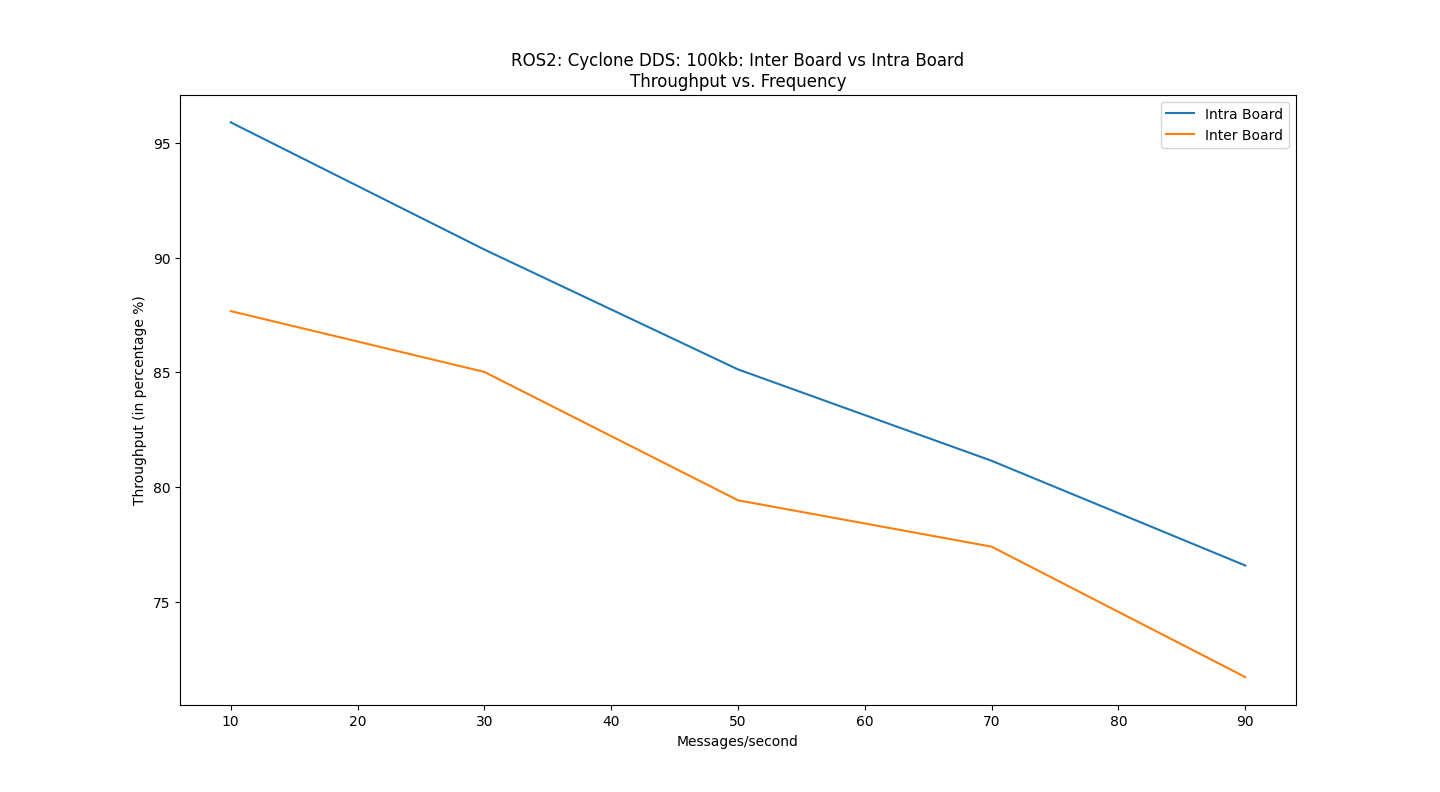 ROS2: Cyclone DDS: 100kb: Inter Board vs Intra Board
Throughput vs. Frequency
Intra Board
Inter Board
Throughput (in percentage %)
95
90
85
80
75
10 20 30 40 50 60 70 80 90
Messages/second